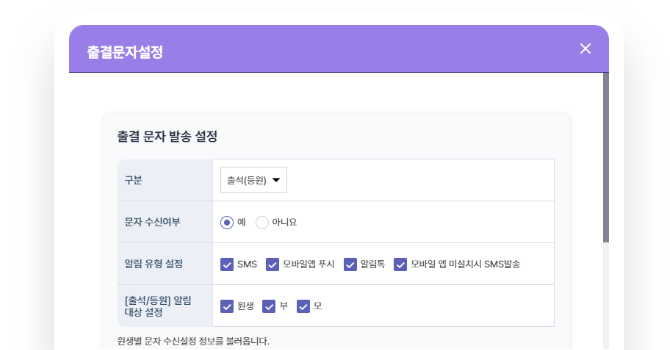 출결문자설정
출결 문자 발송 설정
구분
출석(등원)
문자 수신여부
예 아니요
알림 유형 설정
SMS 모바일앱 푸시 알림톡 모바일 앱 미설치시 SMS발송
[출석/등원] 알림
대상 설정
원생 부 모
원생별 문자 수신설정 정보를 불러옵니다.